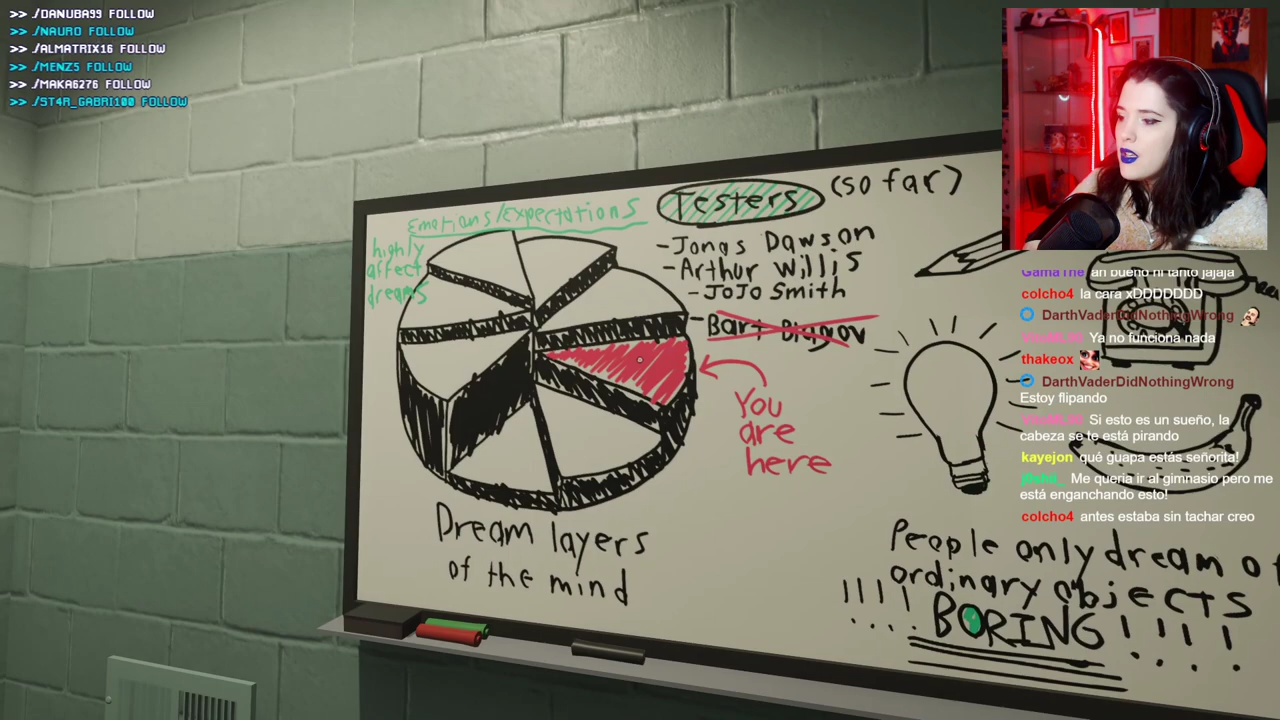 >> ./DANUBA99 FOLLOW
>> ./NAURO FOLLOW
>> ./ALMATRIX16 FOLLOW
>> ./MENZS FOLLOW
>> ./MAKA6276 FOLLOW
>> ./ST4R_GABRI100 FOLLOW
Emotions/Expectations
highly
affect
dreams
Testers (so far)
-Jonas Dawson
-Arthur Willis
-JoJo Smith
-Bart
You
are
here
Dream layers
of the mind
People only dream of
ordinary objects
!!!! BORING!!!!
GamaThe an bueno ni tanto jajaja
colcho4 la cara xDDDDDDD
DarthVaderDidNothingWrong
Ya no funciona nada
thakeox
DarthVaderDidNothingWrong
Estoy flipando
Si esto es un sueño, la
cabeza se te está pirando
kayejon qué guapa estás señorita!
Me queria ir al gimnasio pero me
está enganchando esto!
colcho4 antes estaba sin tachar creo